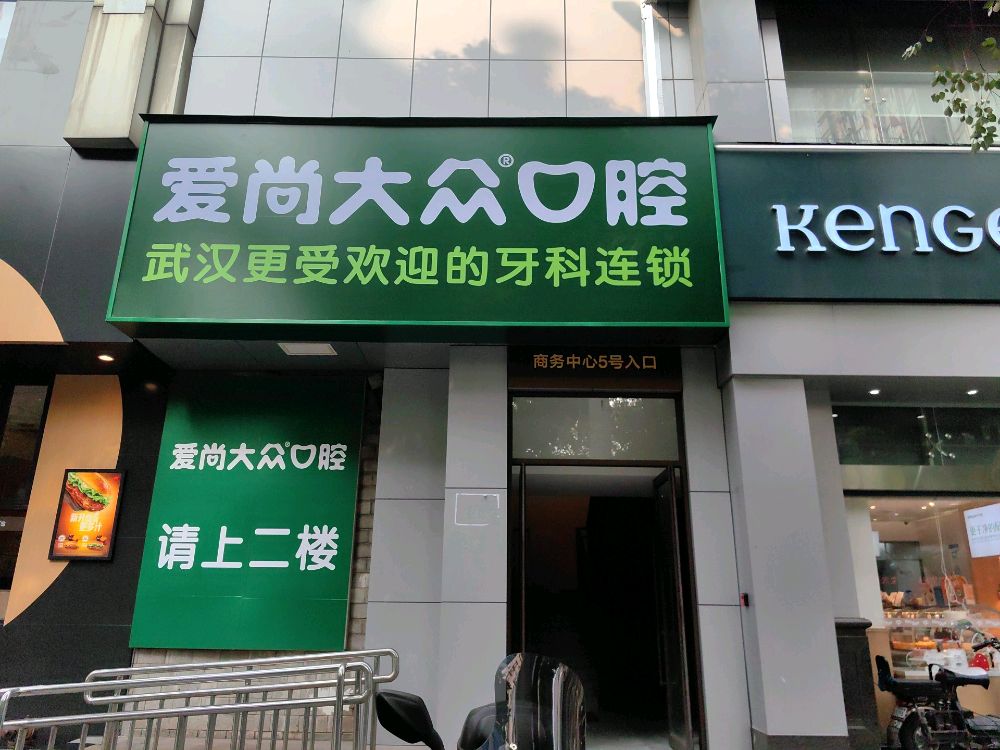 爱尚大众®口腔
武汉更受欢迎的牙科连锁
KENGE
商务中心5号入口
爱尚大众®口腔
请上二楼